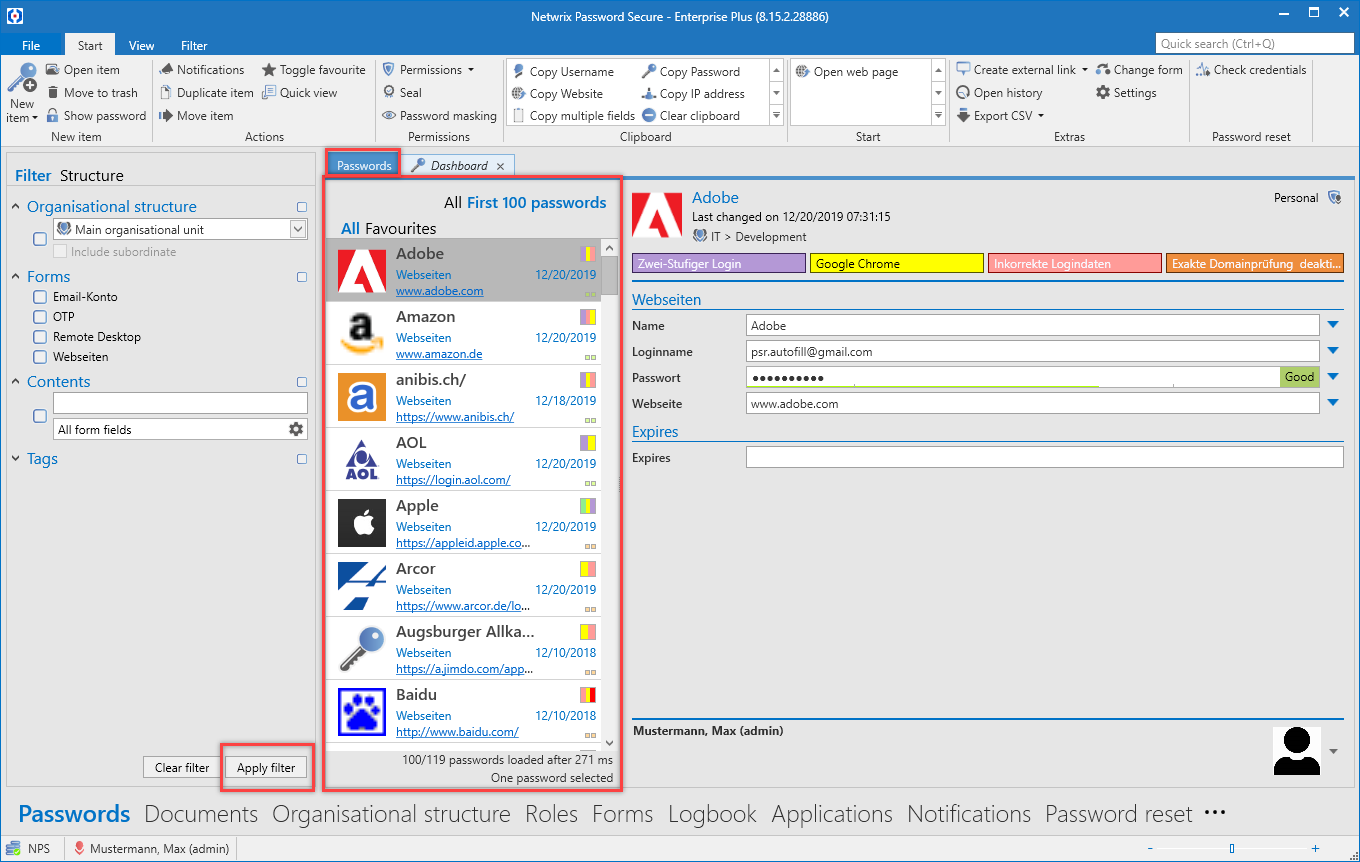 Netwrix Password Secure - Enterprise Plus (8.15.2.28886)
File Start View Filter
Quick search (Ctrl+Q)
New item
Open item
Move to trash
Show password
New item
Notifications
Duplicate item
Move item
Toggle favourite
Quick view
Actions
Permissions
Seal
Password masking
Permissions
Copy Username
Copy Website
Copy multiple fields
Copy Password
Copy IP address
Clear clipboard
Clipboard
Open web page
Start
Create external link
Open history
Export CSV
Change form
Settings
Extras
Check credentials
Password reset
Filter Structure
Organisational structure
Main organisational unit
Include subordinate
Forms
Email-Konto
OTP
Remote Desktop
Webseiten
Contents
All form fields
Tags
Clear filter
Apply filter
Passwords
Dashboard
All First 100 passwords
All Favourites
Adobe
Webseiten 12/20/2019
www.adobe.com
Amazon
Webseiten 12/20/2019
www.amazon.de
anibis.ch/
Webseiten 12/18/2019
https://www.anibis.ch/
AOL
Webseiten 12/20/2019
https://login.aol.com/
AOL
Apple
Webseiten 12/20/2019
https://appleid.apple.co...
Arcor
Webseiten 12/20/2019
https://www.arcor.de/lo...
Augsburger Allka...
Webseiten 12/10/2018
https://a.jimdo.com/app...
Baidu
Webseiten 12/10/2018
http://www.baidu.com/
100/119 passwords loaded after 271 ms
One password selected
Adobe
Last changed on 12/20/2019 07:31:15
IT > Development
Personal
Zwei-Stufiger Login
Google Chrome
Inkorrekte Logindaten
Exakte Domainprüfung deakti...
Webseiten
Name Adobe
Loginname psr.autofill@gmail.com
Passwort ●●●●●●●●●● Good
Webseite www.adobe.com
Expires
Expires
Mustermann, Max (admin)
Passwords Documents Organisational structure Roles Forms Logbook Applications Notifications Password reset ...
NPS Mustermann, Max (admin)
- +